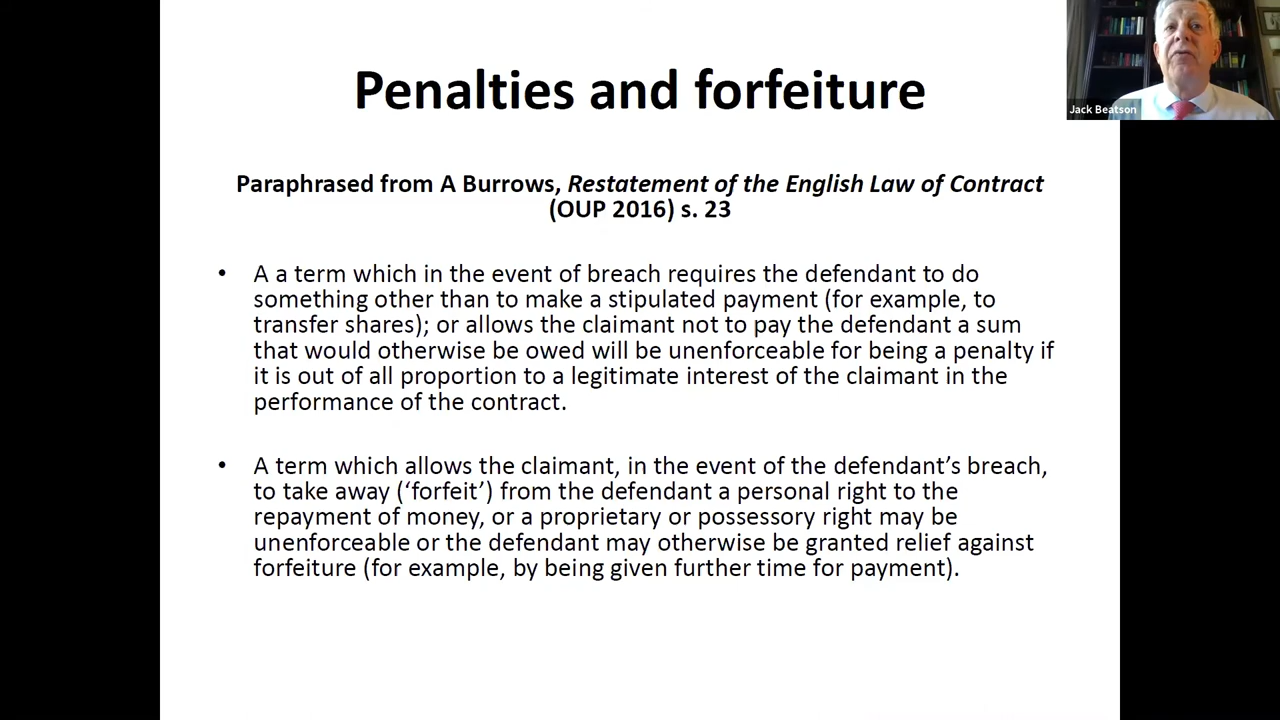 Penalties and forfeiture
Jack Beatson
Paraphrased from A Burrows, Restatement of the English Law of Contract
(OUP 2016) s. 23
• A a term which in the event of breach requires the defendant to do
something other than to make a stipulated payment (for example, to
transfer shares); or allows the claimant not to pay the defendant a sum
that would otherwise be owed will be unenforceable for being a penalty if
it is out of all proportion to a legitimate interest of the claimant in the
performance of the contract.
• A term which allows the claimant, in the event of the defendant’s breach,
to take away (‘forfeit’) from the defendant a personal right to the
repayment of money, or a proprietary or possessory right may be
unenforceable or the defendant may otherwise be granted relief against
forfeiture (for example, by being given further time for payment).